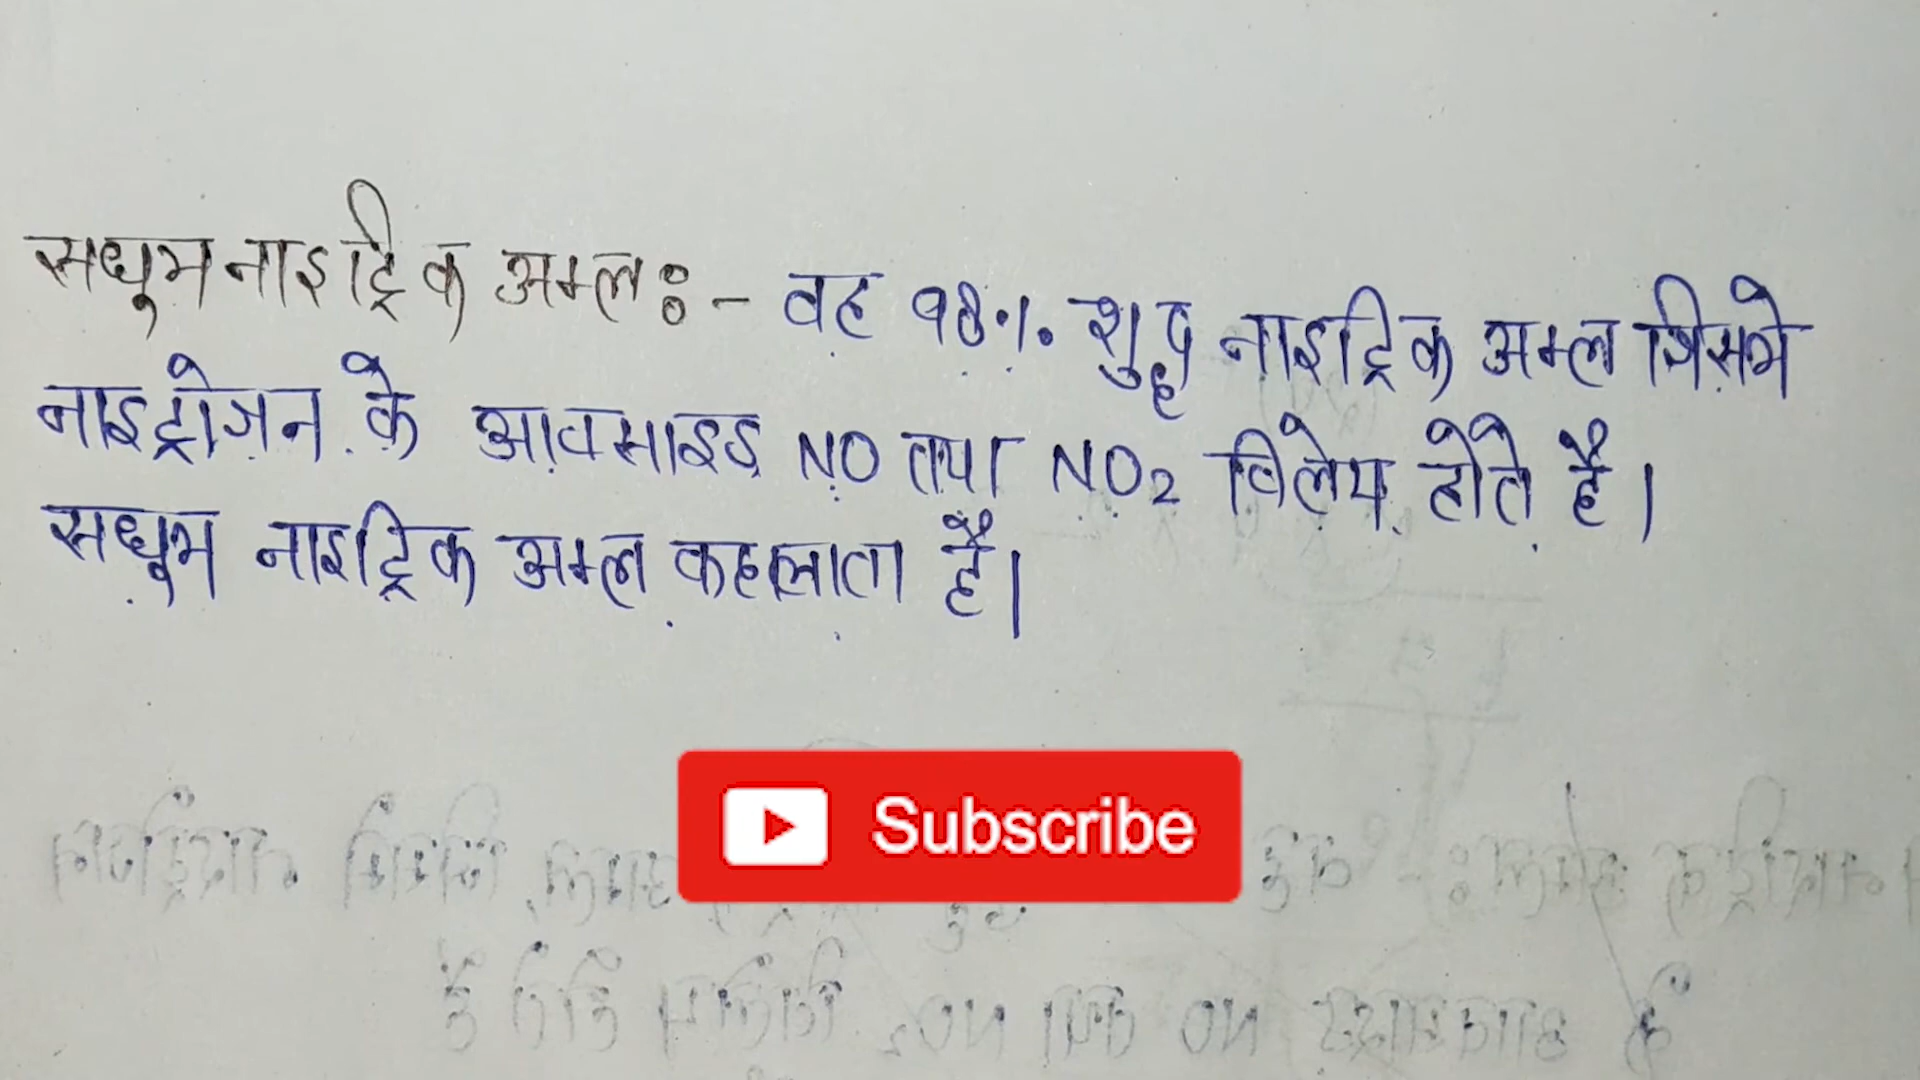 सधूम नाइट्रिक अम्ल :- वह 98% शुद्ध नाइट्रिक अम्ल जिसमे
नाइट्रोजन के आक्साइड NO तथा NO2 विलेय होते है।
सधूम नाइट्रिक अम्ल कहलाता है।
Subscribe